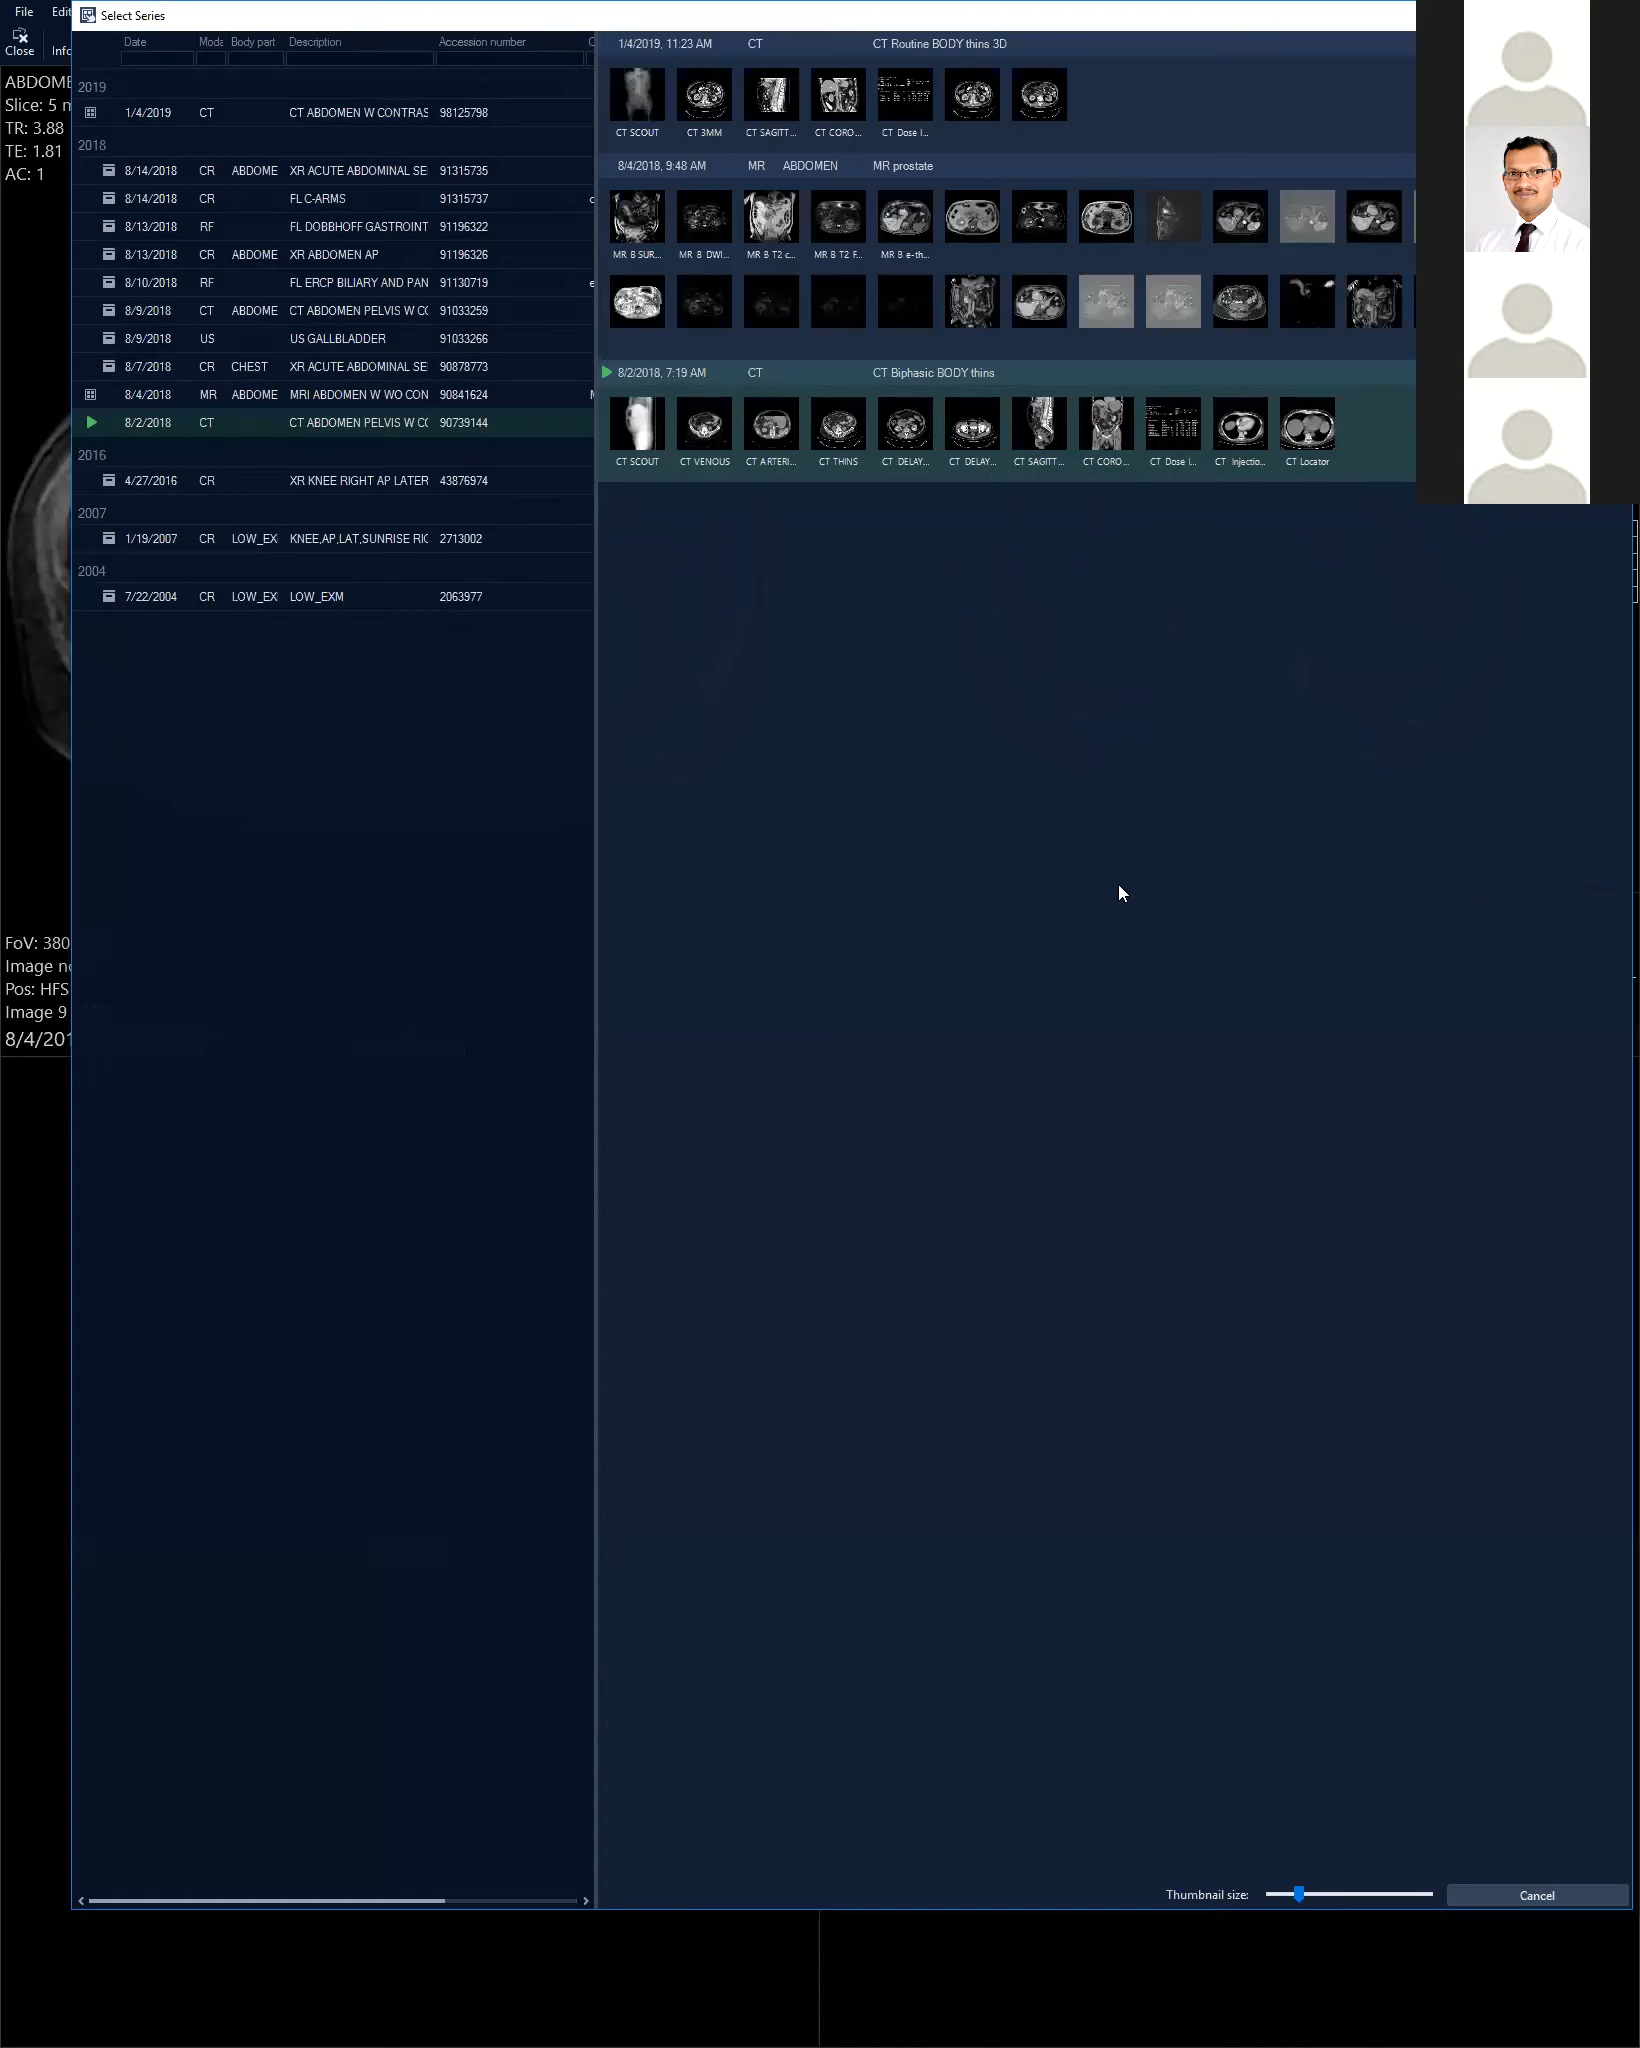 File Edit
Select Series
Close Info
Date Moda Body part Description Accession number
2019
1/4/2019 CT CT ABDOMEN W CONTRAS 98125798
2018
8/14/2018 CR ABDOME XR ACUTE ABDOMINAL SE 91315735
8/14/2018 CR FL C-ARMS 91315737
8/13/2018 RF FL DOBBHOFF GASTROINT 91196322
8/13/2018 CR ABDOME XR ABDOMEN AP 91196326
8/10/2018 RF FL ERCP BILIARY AND PAN 91130719
8/9/2018 CT ABDOME CT ABDOMEN PELVIS W CO 91033259
8/9/2018 US US GALLBLADDER 91033266
8/7/2018 CR CHEST XR ACUTE ABDOMINAL SE 90878773
8/4/2018 MR ABDOME MRI ABDOMEN W WO CON 90841624
8/2/2018 CT CT ABDOMEN PELVIS W CO 90739144
2016
4/27/2016 CR XR KNEE RIGHT AP LATER 43876974
2007
1/19/2007 CR LOW_EX KNEE,AP,LAT,SUNRISE RIG 2713002
2004
7/22/2004 CR LOW_EX LOW_EXM 2063977
1/4/2019, 11:23 AM CT CT Routine BODY thins 3D
CT SCOUT CT 3MM CT SAGITT... CT CORO... CT Dose I...
8/4/2018, 9:48 AM MR ABDOMEN MR prostate
MR B SUR... MR B DWI... MR B T2 c... MR B T2 F... MR B e-th...
8/2/2018, 7:19 AM CT CT Biphasic BODY thins
CT SCOUT CT VENOUS CT ARTERI... CT THINS CT DELAY... CT DELAY... CT SAGITT... CT CORO... CT Dose I... CT Injectio... CT Locator
ABDOME
Slice: 5 m
TR: 3.88
TE: 1.81
AC: 1
FoV: 380
Image no
Pos: HFS
Image 9
8/4/201
Thumbnail size: Cancel